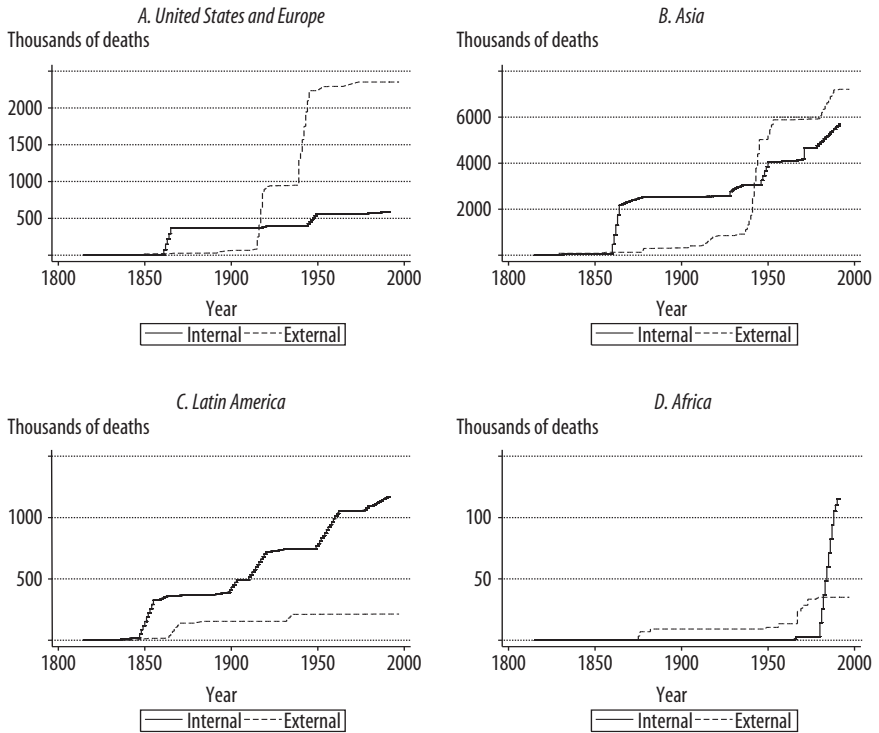 A. United States and Europe
Thousands of deaths
2000
1500
1000
500
1800 1850 1900 1950 2000
Year
Internal External
B. Asia
Thousands of deaths
6000
4000
2000
1800 1850 1900 1950 2000
Year
Internal External
C. Latin America
Thousands of deaths
1000
500
1800 1850 1900 1950 2000
Year
Internal External
D. Africa
Thousands of deaths
100
50
1800 1850 1900 1950 2000
Year
Internal External